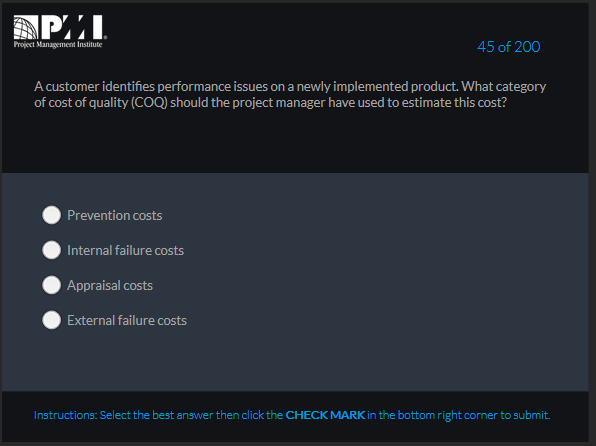 PMI
Project Management Institute
45 of 200
A customer identifies performance issues on a newly implemented product. What category
of cost of quality (COQ) should the project manager have used to estimate this cost?
Prevention costs
Internal failure costs
Appraisal costs
External failure costs
Instructions: Select the best answer then click the CHECK MARK in the bottom right corner to submit.